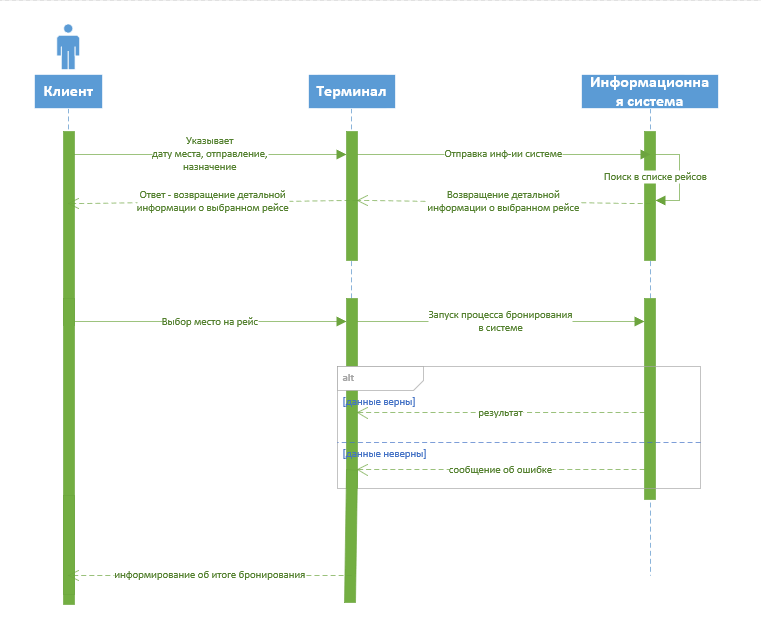 Клиент
Терминал
Информационна
я система
Указывает
дату места, отправление,
назначение
Отправка инф-ии системе
Поиск в списке рейсов
Ответ - возвращение детальной
информации о выбранном рейсе
Возвращение детальной
информации о выбранном рейсе
Выбор место на рейс
Запуск процесса бронирования
в системе
alt
[данные верны]
результат
[данные неверны]
сообщение об ошибке
информирование об итоге бронирования